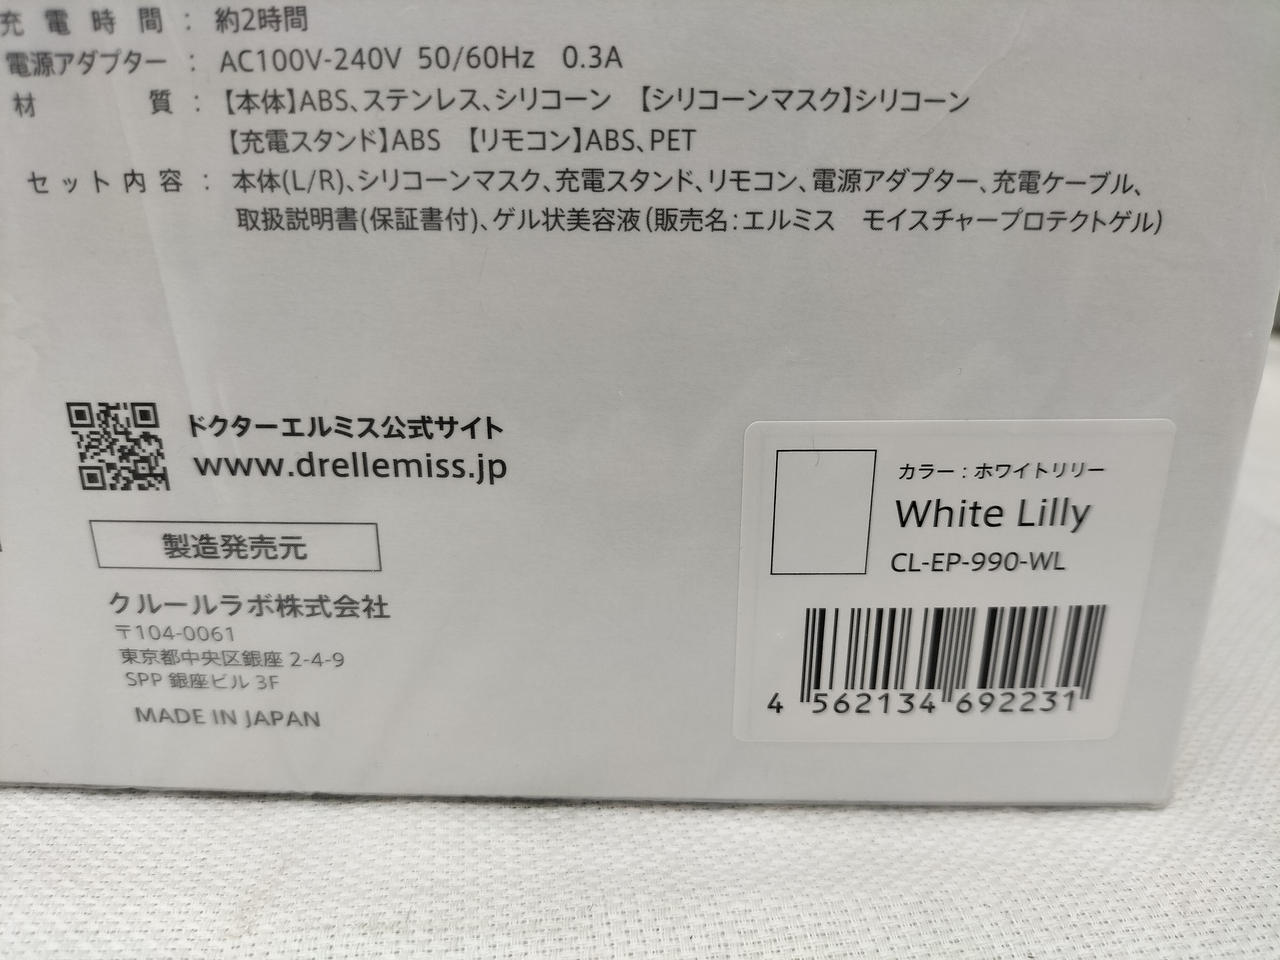 充電時間：約2時間
電源アダプター：AC100V-240V 50/60Hz 0.3A
材質：【本体】ABS、ステンレス、シリコーン 【シリコーンマスク】シリコーン
【充電スタンド】ABS 【リモコン】ABS、PET
セット内容：本体(L/R)、シリコーンマスク、充電スタンド、リモコン、電源アダプター、充電ケーブル、
取扱説明書(保証書付)、ゲル状美容液(販売名：エルミス モイスチャープロテクトゲル)
ドクターエルミス公式サイト
www.drellemiss.jp
製造発売元
クルールラボ株式会社
〒104-0061
東京都中央区銀座 2-4-9
SPP 銀座ビル 3F
MADE IN JAPAN
カラー：ホワイトリリー
White Lilly
CL-EP-990-WL
4 562134 692231